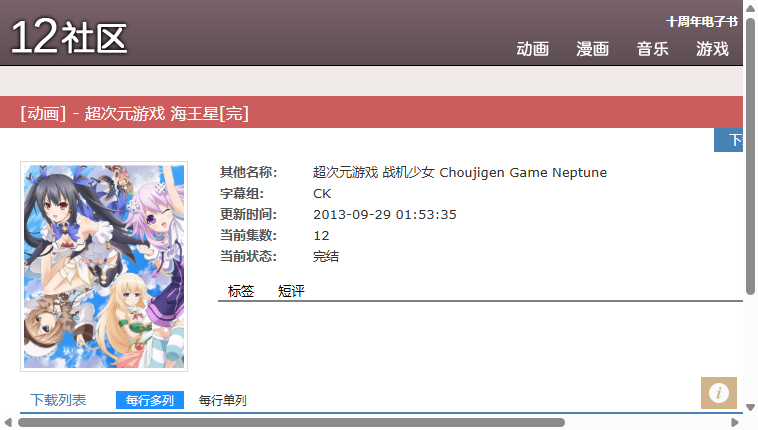 12社区
十周年电子书
动画 漫画 音乐 游戏
[动画] - 超次元游戏 海王星[完]
下
其他名称: 超次元游戏 战机少女 Choujigen Game Neptune
字幕组: CK
更新时间: 2013-09-29 01:53:35
当前集数: 12
当前状态: 完结
标签 短评
下载列表 每行多列 每行单列
i